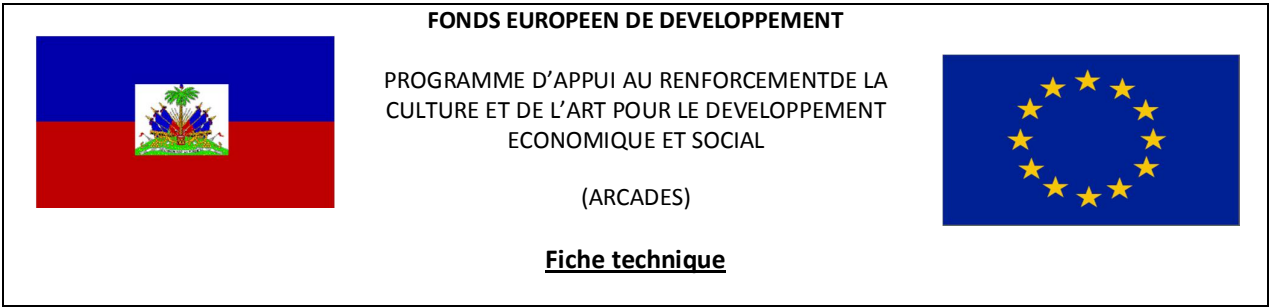 FONDS EUROPEEN DE DEVELOPPEMENT
PROGRAMME D’APPUI AU RENFORCEMENTDE LA
CULTURE ET DE L’ART POUR LE DEVELOPPEMENT
ECONOMIQUE ET SOCIAL
(ARCADES)
Fiche technique